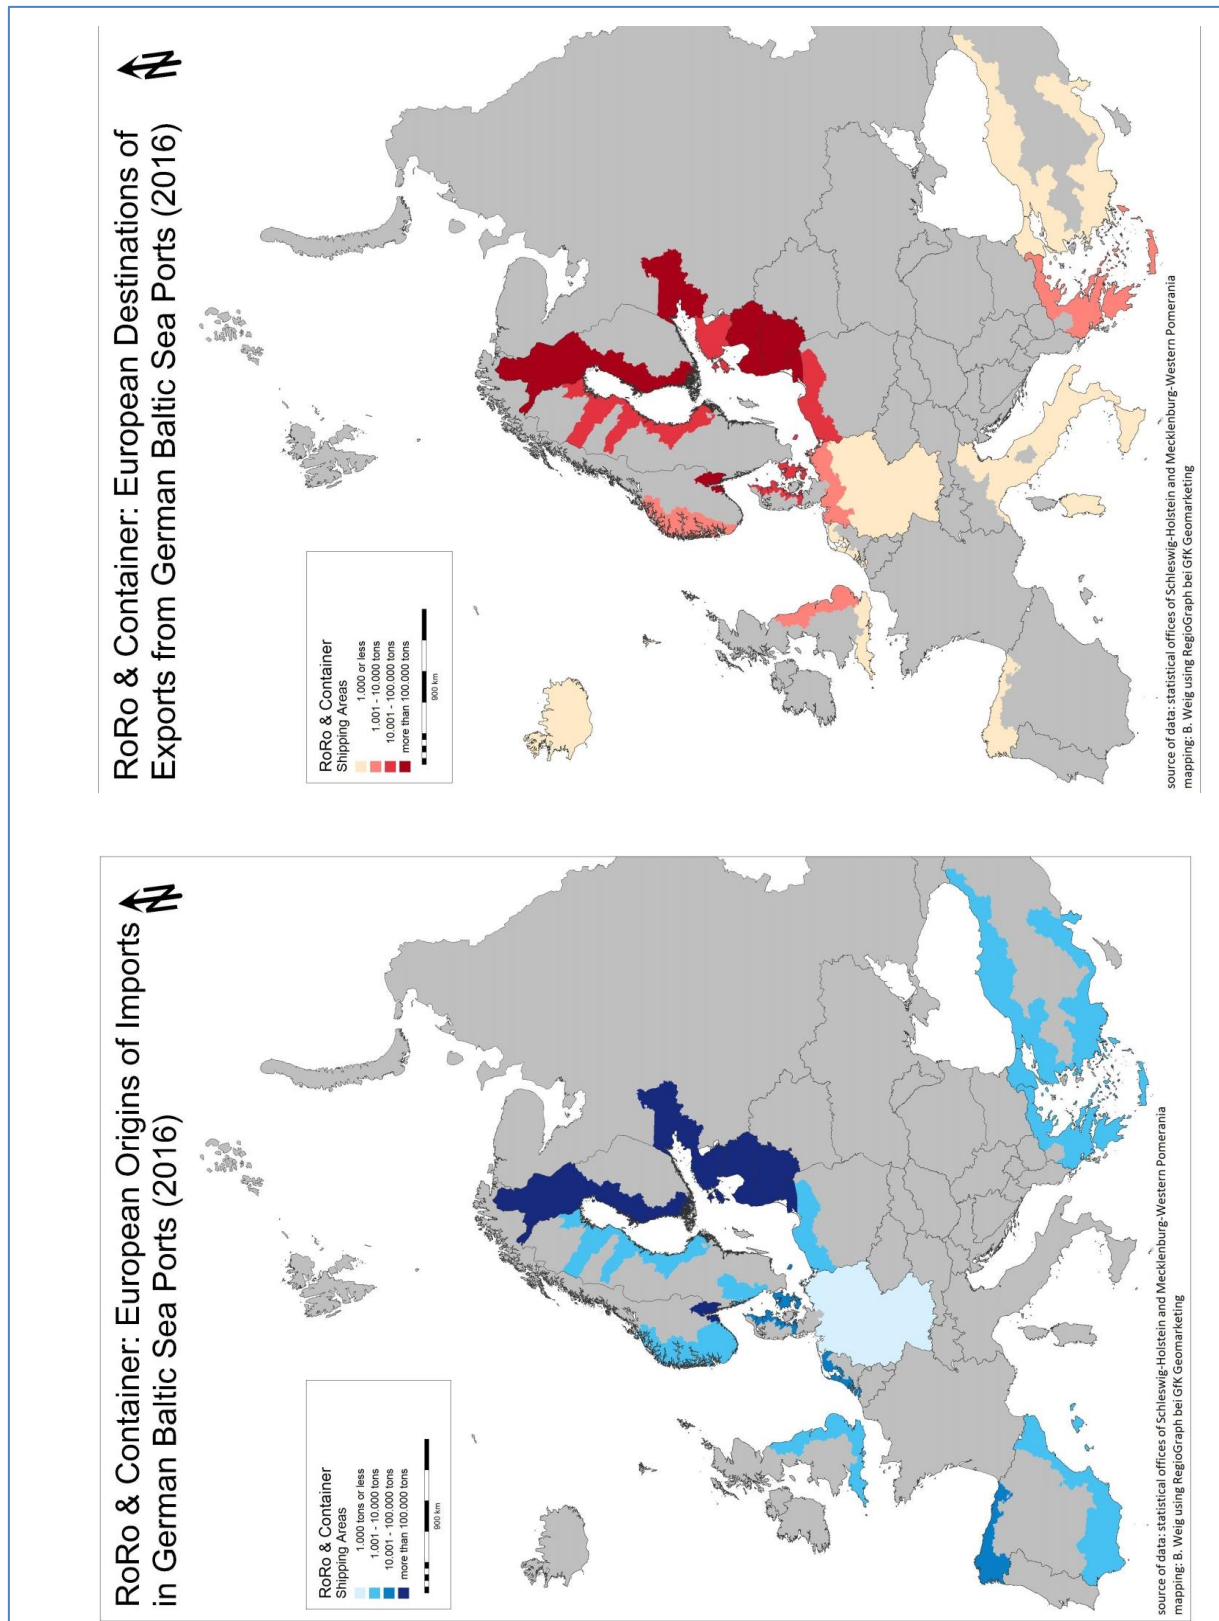 RoRo & Container: European Destinations of
Exports from German Baltic Sea Ports (2016)
N
RoRo & Container
Shipping Areas
1.000 or less
1.001 - 10.000 tons
10.001 - 100.000 tons
more than 100.000 tons
900 km
source of data: statistical offices of Schleswig-Holstein and Mecklenburg-Western Pomerania
mapping: B. Weig using RegioGraph bei GfK Geomarketing
RoRo & Container: European Origins of Imports
in German Baltic Sea Ports (2016)
N
RoRo & Container
Shipping Areas
1.000 tons or less
1.001 - 10.000 tons
10.001 - 100.000 tons
more than 100.000 tons
900 km
source of data: statistical offices of Schleswig-Holstein and Mecklenburg-Western Pomerania
mapping: B. Weig using RegioGraph bei GfK Geomarketing